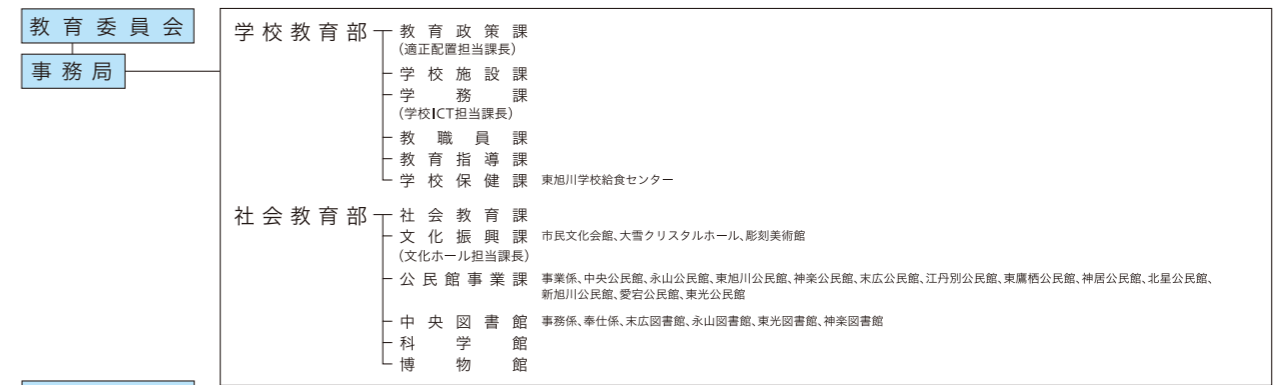 教育委員会
事務局
学校教育部
教育政策課
(適正配置担当課長)
学校施設課
学務課
(学校ICT担当課長)
教職員課
教育指導課
学校保健課 東旭川学校給食センター
社会教育部
社会教育課
文化振興課 市民文化会館、大雪クリスタルホール、彫刻美術館
(文化ホール担当課長)
公民館事業課 事業係、中央公民館、永山公民館、東旭川公民館、神楽公民館、末広公民館、江丹別公民館、東鷹栖公民館、神居公民館、北星公民館、
新旭川公民館、愛宕公民館、東光公民館
中央図書館 事務係、奉仕係、末広図書館、永山図書館、東光図書館、神楽図書館
科学館
博物館